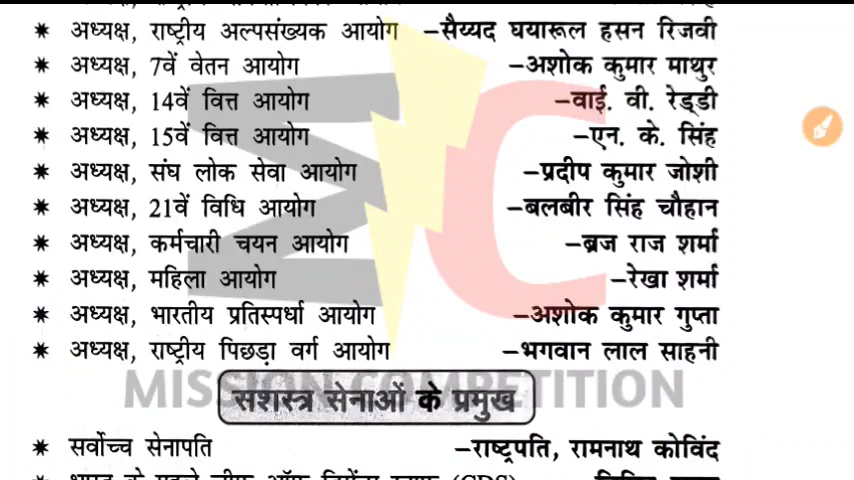 * अध्यक्ष, राष्ट्रीय अल्पसंख्यक आयोग –सैय्यद घयारूल हसन रिजवी
* अध्यक्ष, 7वें वेतन आयोग –अशोक कुमार माथुर
* अध्यक्ष, 14वें वित्त आयोग –वाई. वी. रेड्डी
* अध्यक्ष, 15वें वित्त आयोग –एन. के. सिंह
* अध्यक्ष, संघ लोक सेवा आयोग –प्रदीप कुमार जोशी
* अध्यक्ष, 21वें विधि आयोग –बलबीर सिंह चौहान
* अध्यक्ष, कर्मचारी चयन आयोग –ब्रज राज शर्मा
* अध्यक्ष, महिला आयोग –रेखा शर्मा
* अध्यक्ष, भारतीय प्रतिस्पर्धा आयोग –अशोक कुमार गुप्ता
* अध्यक्ष, राष्ट्रीय पिछड़ा वर्ग आयोग –भगवान लाल साहनी
MISSION COMPETITION
सशस्त्र सेनाओं के प्रमुख
* सर्वोच्च सेनापति –राष्ट्रपति, रामनाथ कोविंद